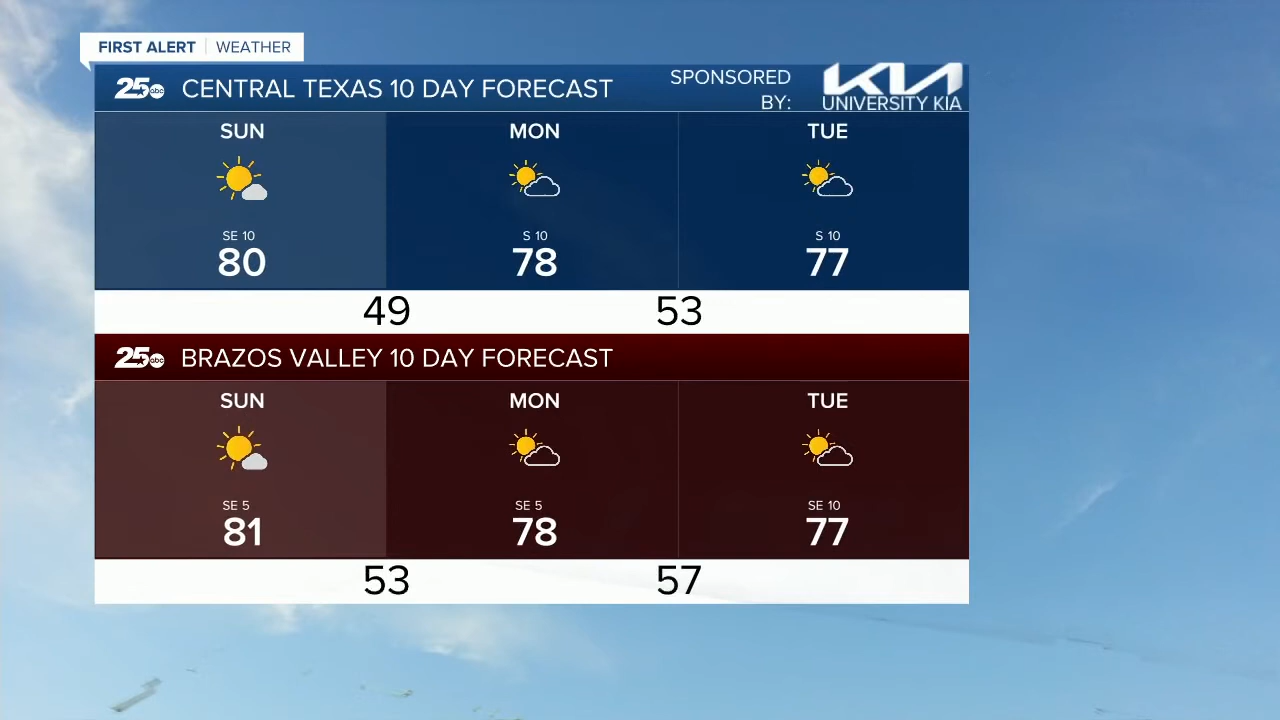 FIRST ALERT | WEATHER
25 abc CENTRAL TEXAS 10 DAY FORECAST
SPONSORED
BY:
KIA
UNIVERSITY KIA
SUN MON TUE
SE 10 S 10 S 10
80 78 77
49 53
25 abc BRAZOS VALLEY 10 DAY FORECAST
SUN MON TUE
SE 5 SE 5 SE 10
81 78 77
53 57